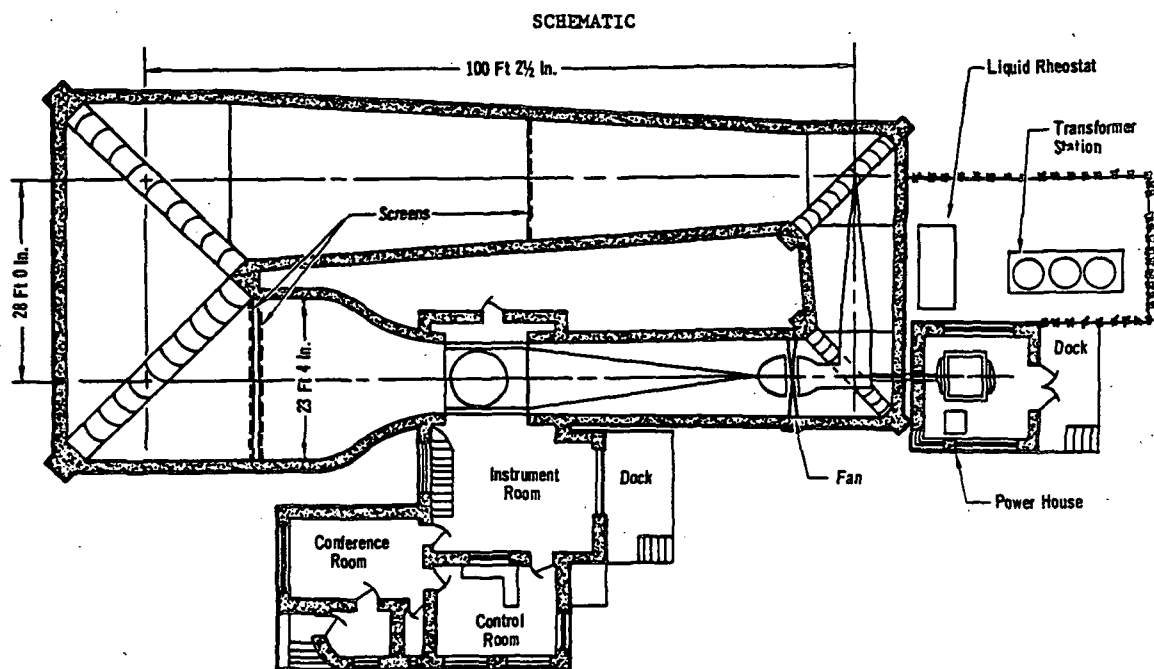 SCHEMATIC
100 Ft 2½ In.
Liquid Rheostat
Transformer
Station
Screens
28 Ft 0 In.
23 Ft 4 In.
Dock
Instrument
Room
Dock
Fan
Power House
Conference
Room
Control
Room